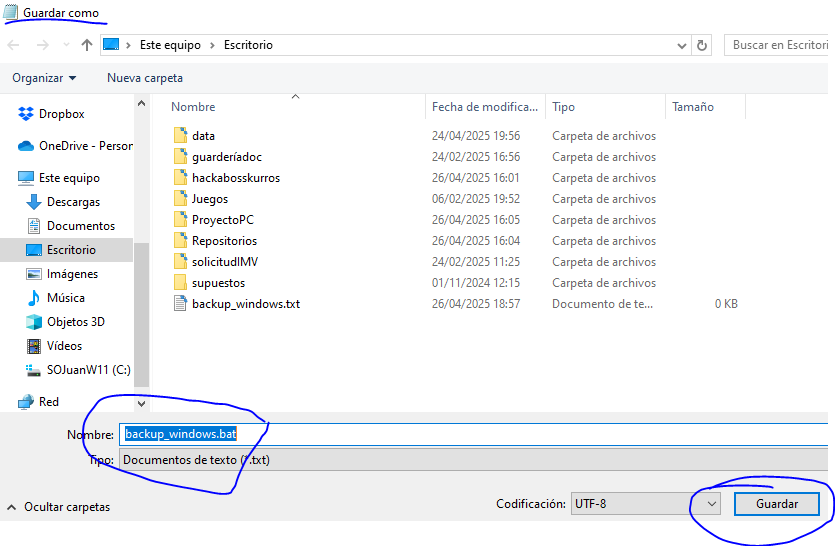 Guardar como
Este equipo > Escritorio
Buscar en Escritori
Organizar Nueva carpeta
Nombre Fecha de modifica... Tipo Tamaño
Dropbox
OneDrive - Person
Este equipo
Descargas
Documentos
Escritorio
Imágenes
Música
Objetos 3D
Vídeos
SOJuanW11 (C:)
Red
data 24/04/2025 19:56 Carpeta de archivos
guarderíadoc 24/02/2025 16:56 Carpeta de archivos
hackabosskurros 26/04/2025 16:01 Carpeta de archivos
Juegos 06/02/2025 19:52 Carpeta de archivos
ProyectoPC 26/04/2025 16:05 Carpeta de archivos
Repositorios 26/04/2025 16:04 Carpeta de archivos
solicitudIMV 24/02/2025 11:25 Carpeta de archivos
supuestos 01/11/2024 12:15 Carpeta de archivos
backup_windows.txt 26/04/2025 18:57 Documento de te... 0 KB
Nombre: backup_windows.bat
Tipo: Documentos de texto (*.txt)
Ocultar carpetas
Codificación: UTF-8 Guardar